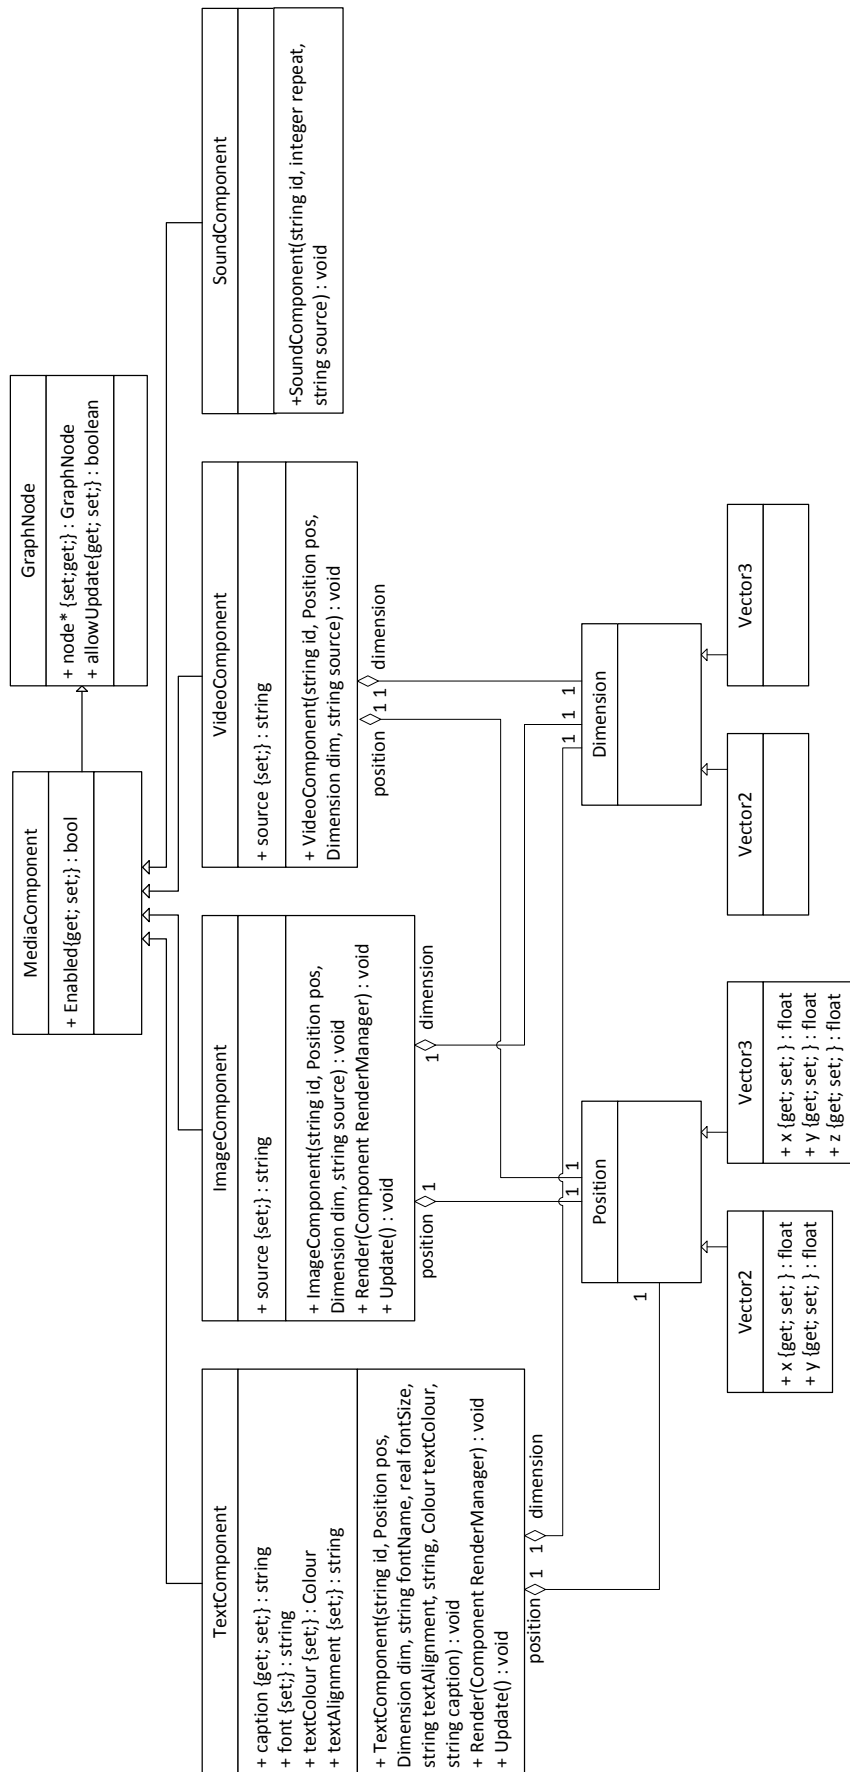 GraphNode
+ node* {set;get;} : GraphNode
+ allowUpdate{get; set;} : boolean
MediaComponent
+ Enabled{get; set;} : bool
TextComponent
+ caption {get; set;} : string
+ font {set;} : string
+ textColour {set;} : Colour
+ textAlignment {set;} : string
+ TextComponent(string id, Position pos,
Dimension dim, string fontName, real fontSize,
string textAlignment, string, Colour textColour,
string caption) : void
+ Render(Component RenderManager) : void
+ Update() : void
position
1
1
dimension
ImageComponent
+ source {set;} : string
+ ImageComponent(string id, Position pos,
Dimension dim, string source) : void
+ Render(Component RenderManager) : void
+ Update() : void
position
1
1
dimension
VideoComponent
+ source {set;} : string
+ VideoComponent(string id, Position pos,
Dimension dim, string source) : void
position
1
1
dimension
SoundComponent
+SoundComponent(string id, integer repeat,
string source) : void
Position
1
1
1
Dimension
1
1
1
Vector2
+ x {get; set; } : float
+ y {get; set; } : float
Vector3
+ x {get; set; } : float
+ y {get; set; } : float
+ z {get; set; } : float
Vector2
Vector3